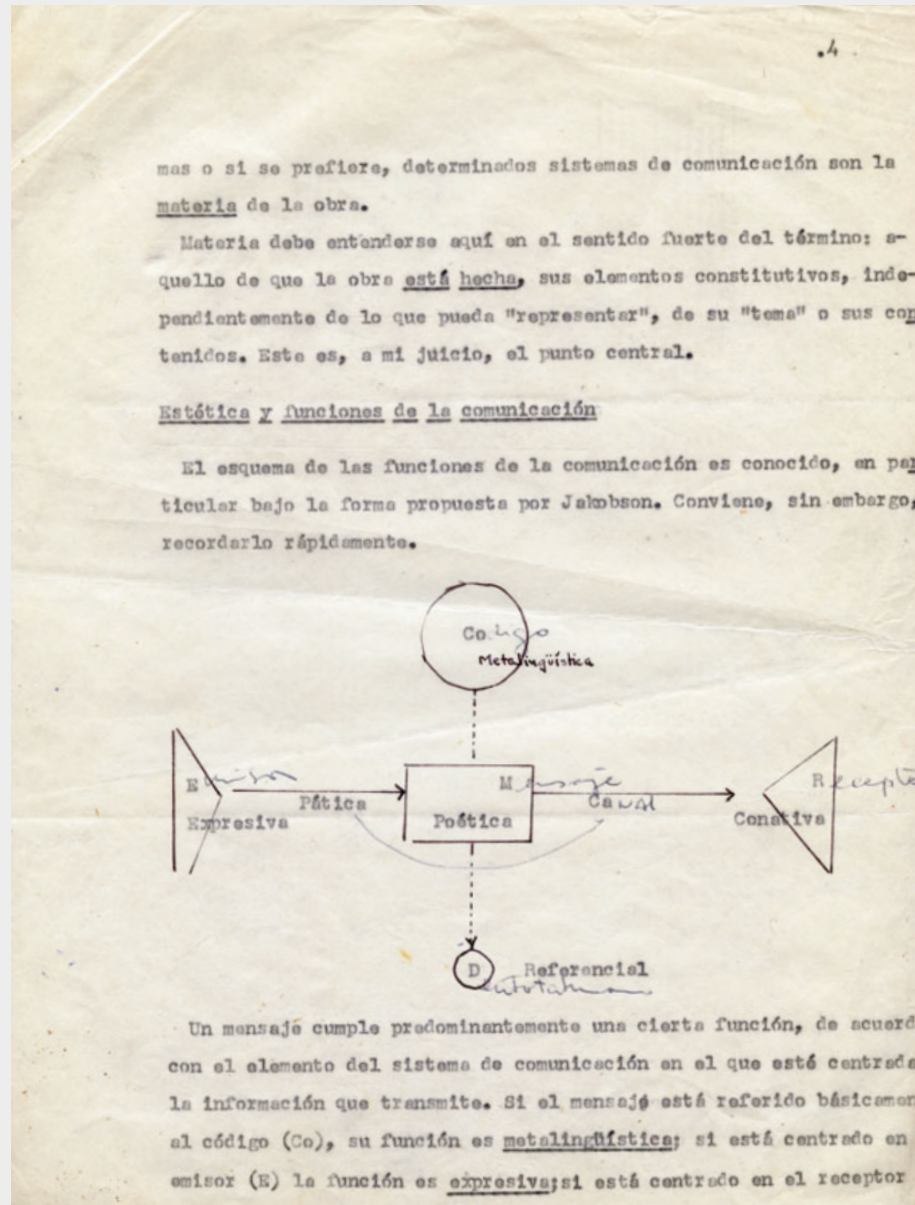 .4
mas o si se prefiere, determinados sistemas de comunicación son la
materia de la obra.
Materia debe entenderse aquí en el sentido fuerte del término: a-
quello de que la obra está hecha, sus elementos constitutivos, inde-
pendientemente de lo que pueda "representar", de su "tema" o sus con
tenidos. Este es, a mi juicio, el punto central.
Estética y funciones de la comunicación
El esquema de las funciones de la comunicación es conocido, en par
ticular bajo la forma propuesta por Jakobson. Conviene, sin embargo,
recordarlo rápidamente.
Codigo
Metalingüística
Emisor Mensaje Recepto
Pática Canal
Expresiva Poética Conativa
D Referencial
Un mensaje cumple predominantemente una cierta función, de acuerd
con el elemento del sistema de comunicación en el que esté centrada
la información que transmite. Si el mensaje está referido básicamen
al código (Co), su función es metalingüística; si está centrado en
emisor (E) la función es expresiva;si está centrado en el receptor